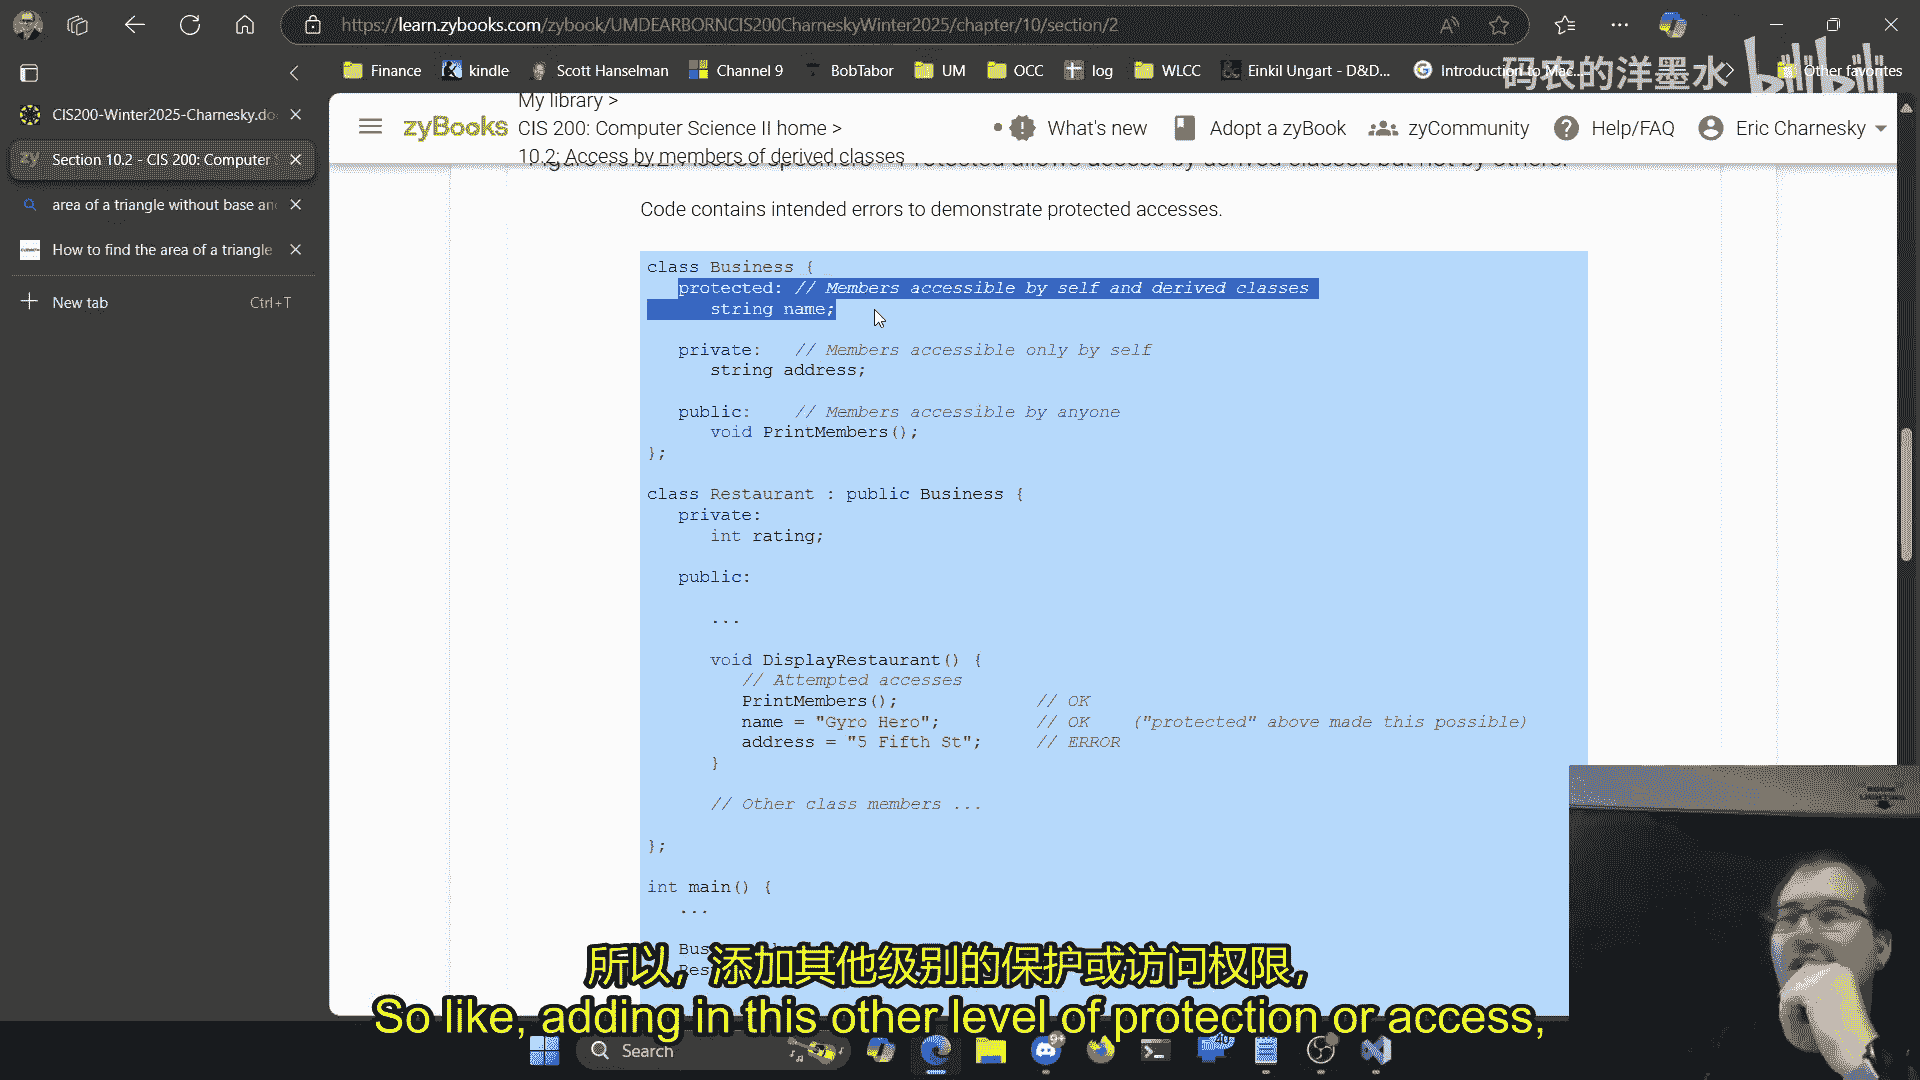 https://learn.zybooks.com/zybook/UMDEARBORNCIS200CharneskyWinter2025/chapter/10/section/2
Finance
kindle
Scott Hanselman
Channel 9
BobTabor
UM
OCC
log
WLCC
Einkil Ungart - D&D...
Introduction to Mac...
Other favorites
码农的洋墨水
bilibili
CIS200-Winter2025-Charnesky.do
Section 10.2 - CIS 200: Computer
area of a triangle without base an
How to find the area of a triangle
New tab
Ctrl+T
My library >
zyBooks
CIS 200: Computer Science II home >
10.2: Access by members of derived classes
What's new
Adopt a zyBook
zyCommunity
Help/FAQ
Eric Charnesky
Code contains intended errors to demonstrate protected accesses.
class Business {
protected: // Members accessible by self and derived classes
string name;
private: // Members accessible only by self
string address;
public: // Members accessible by anyone
void PrintMembers();
};
class Restaurant : public Business {
private:
int rating;
public:
...
void DisplayRestaurant() {
// Attempted accesses
PrintMembers(); // OK
name = "Gyro Hero"; // OK ("protected" above made this possible)
address = "5 Fifth St"; // ERROR
}
// Other class members ...
};
int main() {
...
所以，添加其他级别的保护或访问权限，
So like, adding in this other level of protection or access,
Search